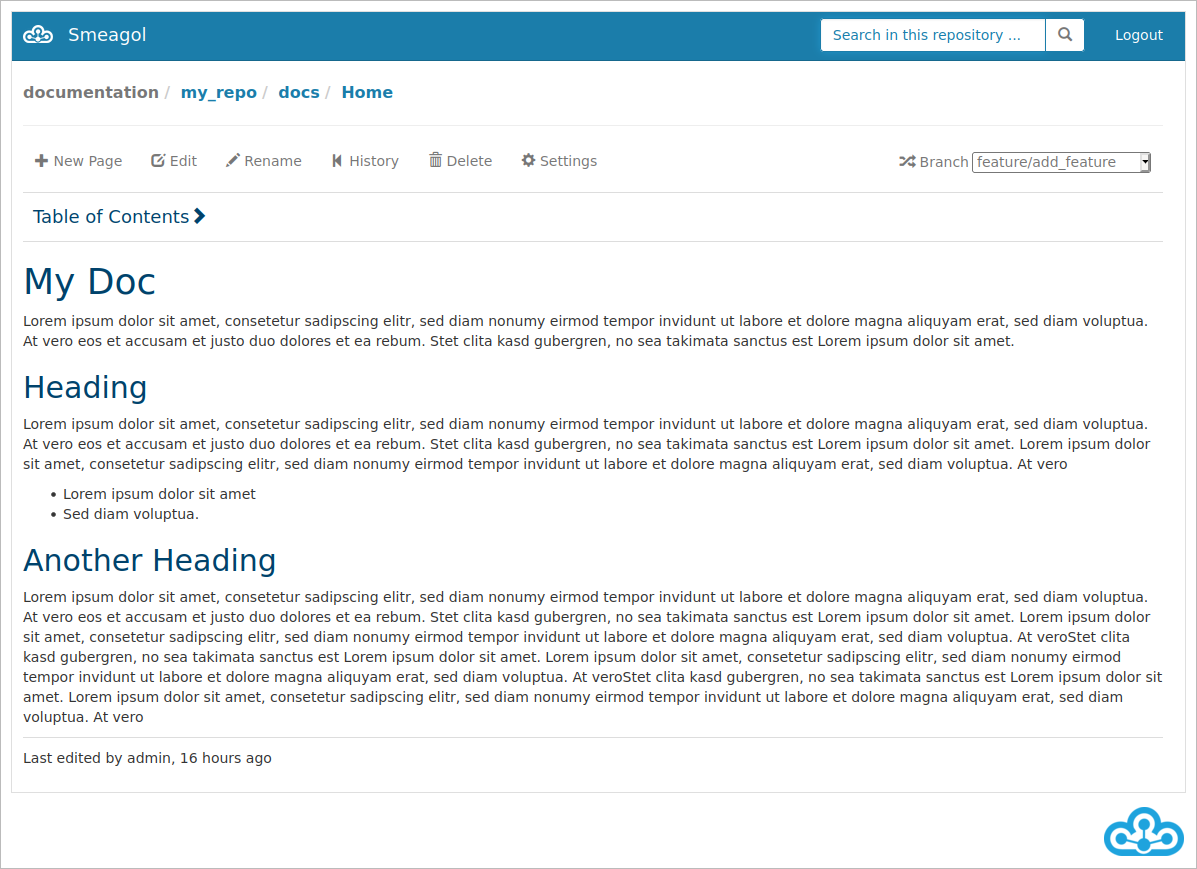 Smeagol
Search in this repository ...
Logout
documentation / my_repo / docs / Home
New Page Edit Rename History Delete Settings Branch feature/add_feature
Table of Contents
My Doc
Lorem ipsum dolor sit amet, consetetur sadipscing elitr, sed diam nonumy eirmod tempor invidunt ut labore et dolore magna aliquyam erat, sed diam voluptua.
At vero eos et accusam et justo duo dolores et ea rebum. Stet clita kasd gubergren, no sea takimata sanctus est Lorem ipsum dolor sit amet.
Heading
Lorem ipsum dolor sit amet, consetetur sadipscing elitr, sed diam nonumy eirmod tempor invidunt ut labore et dolore magna aliquyam erat, sed diam voluptua.
At vero eos et accusam et justo duo dolores et ea rebum. Stet clita kasd gubergren, no sea takimata sanctus est Lorem ipsum dolor sit amet. Lorem ipsum dolor
sit amet, consetetur sadipscing elitr, sed diam nonumy eirmod tempor invidunt ut labore et dolore magna aliquyam erat, sed diam voluptua. At vero
• Lorem ipsum dolor sit amet
• Sed diam voluptua.
Another Heading
Lorem ipsum dolor sit amet, consetetur sadipscing elitr, sed diam nonumy eirmod tempor invidunt ut labore et dolore magna aliquyam erat, sed diam voluptua.
At vero eos et accusam et justo duo dolores et ea rebum. Stet clita kasd gubergren, no sea takimata sanctus est Lorem ipsum dolor sit amet. Lorem ipsum dolor
sit amet, consetetur sadipscing elitr, sed diam nonumy eirmod tempor invidunt ut labore et dolore magna aliquyam erat, sed diam voluptua. At veroStet clita
kasd gubergren, no sea takimata sanctus est Lorem ipsum dolor sit amet. Lorem ipsum dolor sit amet, consetetur sadipscing elitr, sed diam nonumy eirmod
tempor invidunt ut labore et dolore magna aliquyam erat, sed diam voluptua. At veroStet clita kasd gubergren, no sea takimata sanctus est Lorem ipsum dolor sit
amet. Lorem ipsum dolor sit amet, consetetur sadipscing elitr, sed diam nonumy eirmod tempor invidunt ut labore et dolore magna aliquyam erat, sed diam
voluptua. At vero
Last edited by admin, 16 hours ago